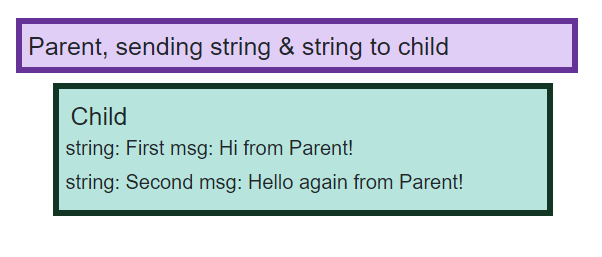 Parent, sending string & string to child
Child
string: First msg: Hi from Parent!
string: Second msg: Hello again from Parent!